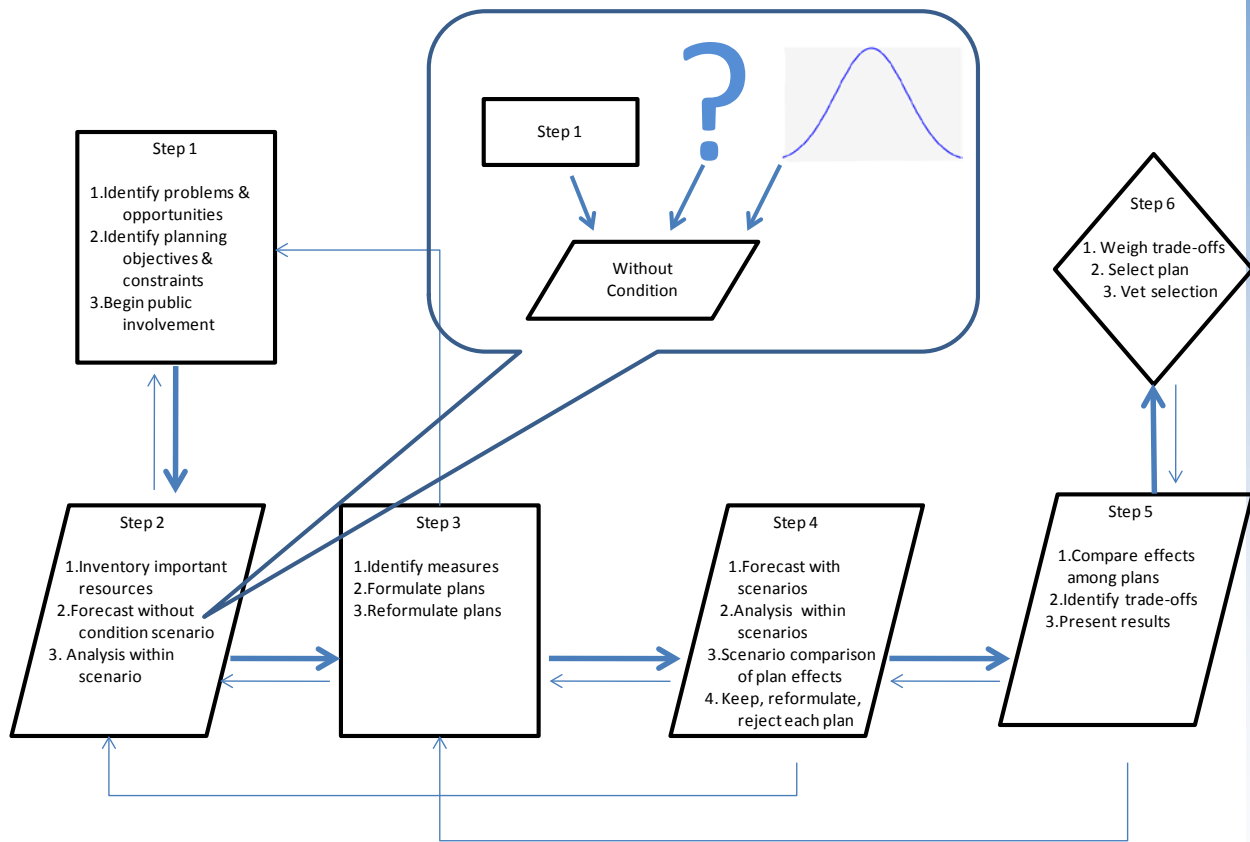 ?
Step 1
Without
Condition
Step 1
1.Identify problems &
opportunities
2.Identify planning
objectives &
constraints
3.Begin public
involvement
Step 2
1.Inventory important
resources
2.Forecast without
condition scenario
3. Analysis within
scenario
Step 3
1.Identify measures
2.Formulate plans
3.Reformulate plans
Step 4
1.Forecast with
scenarios
2.Analysis within
scenarios
3.Scenario comparison
of plan effects
4. Keep, reformulate,
reject each plan
Step 5
1.Compare effects
among plans
2.Identify trade-offs
3.Present results
Step 6
1. Weigh trade-offs
2. Select plan
3. Vet selection